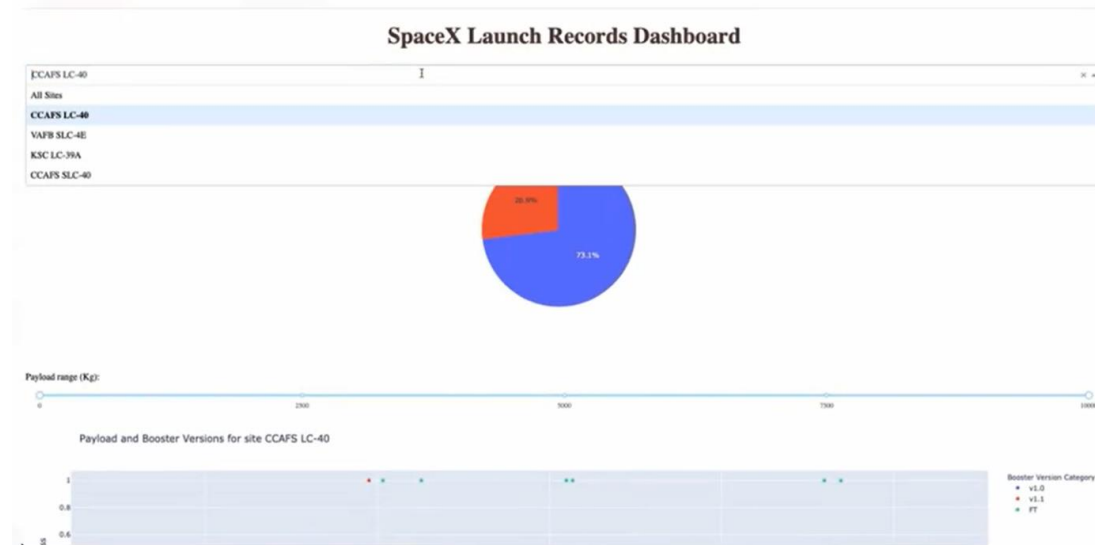 SpaceX Launch Records Dashboard
CCAFS LC-40
All Sites
CCAFS LC-40
VAFB SLC-4E
KSC LC-39A
CCAFS SLC-40
26.9%
73.1%
Payload range (Kg):
0 2500 5000 7500 10000
Payload and Booster Versions for site CCAFS LC-40
Booster Version Category
v1.0
v1.1
FT
1
0.8
0.6